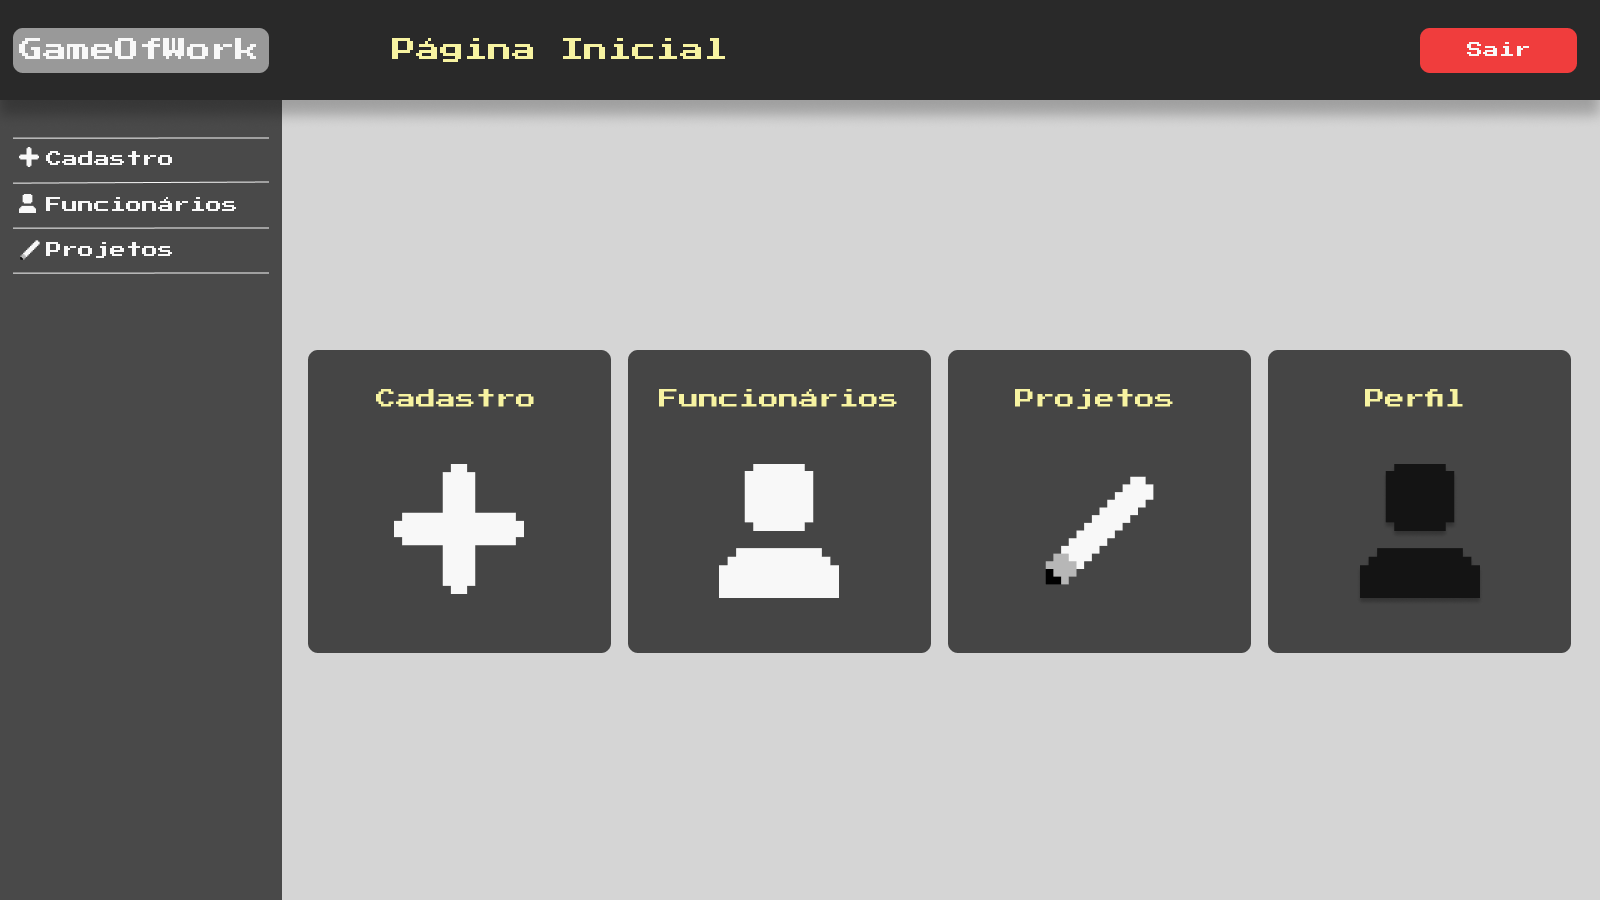 GameOfWork
Página Inicial
Sair
Cadastro
Funcionários
Projetos
Cadastro
Funcionários
Projetos
Perfil